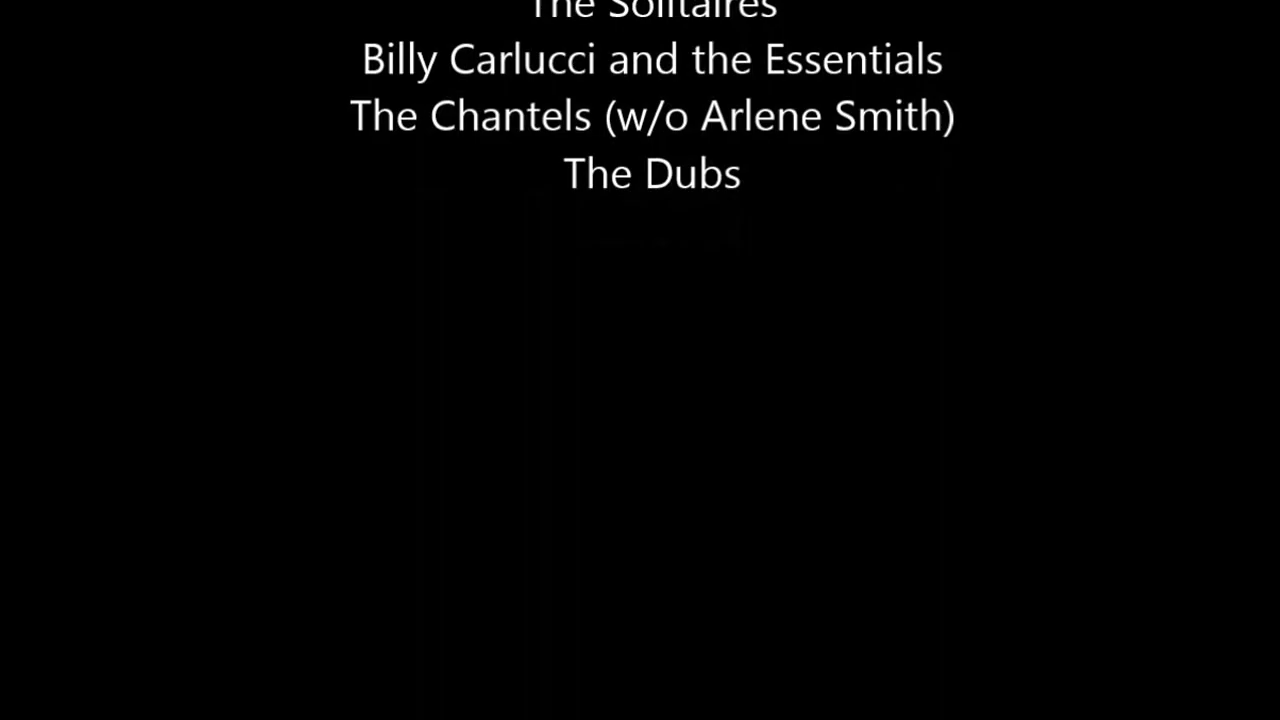 The Solitaires
Billy Carlucci and the Essentials
The Chantels (w/o Arlene Smith)
The Dubs